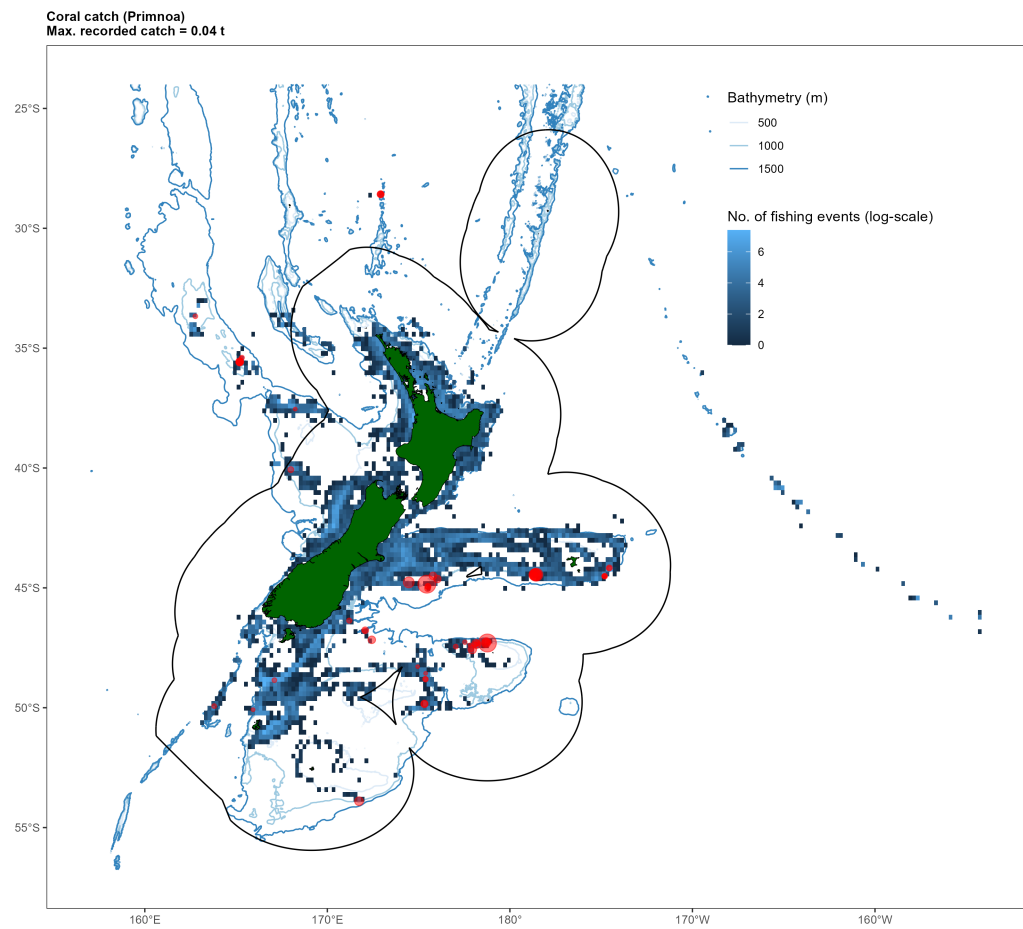 Coral catch (Primnoa)
Max. recorded catch = 0.04 t
25°S
30°S
35°S
40°S
45°S
50°S
55°S
160°E
170°E
180°
170°W
160°W
Bathymetry (m)
500
1000
1500
No. of fishing events (log-scale)
6
4
2
0